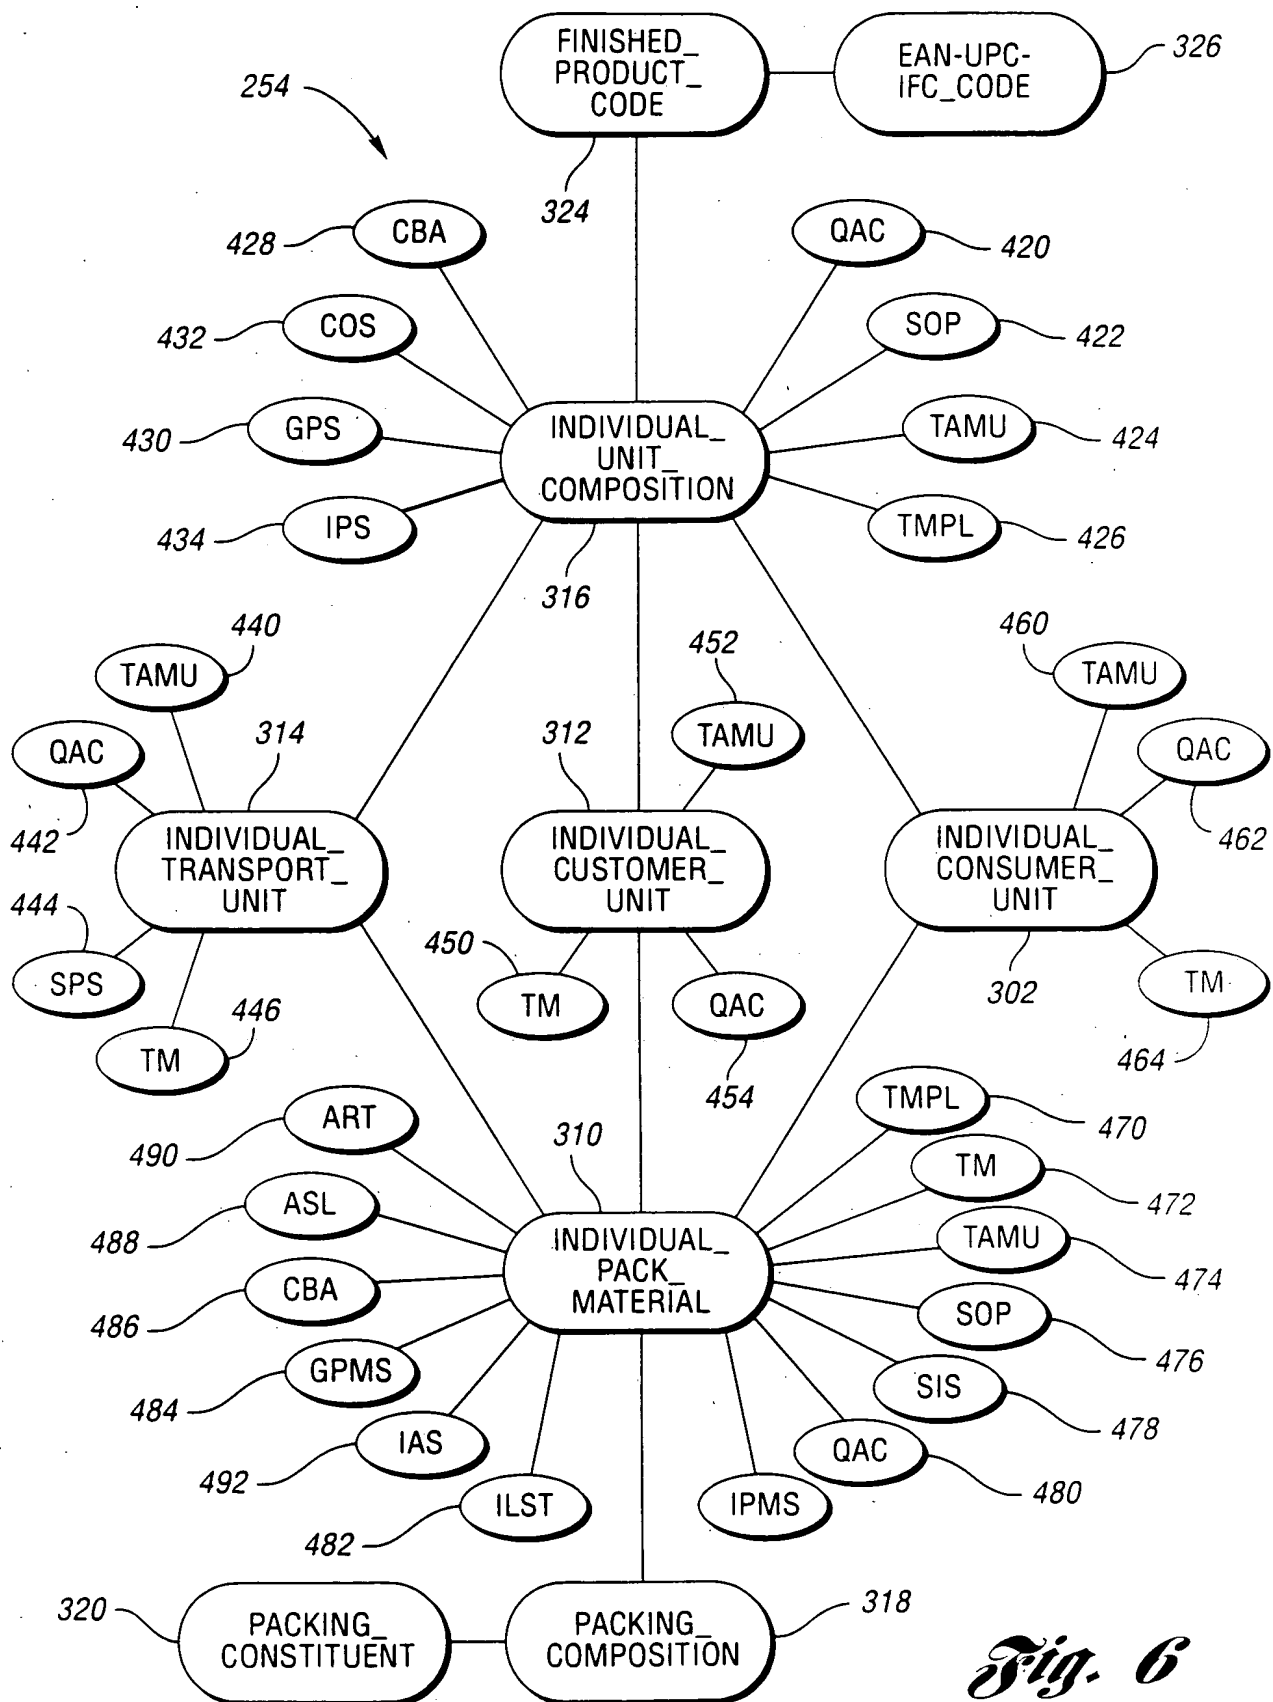 FINISHED_
PRODUCT_
CODE
EAN-UPC-
IFC_CODE
326
254
324
428
CBA
QAC
420
432
COS
SOP
422
430
GPS
INDIVIDUAL_
UNIT_
COMPOSITION
TAMU
424
434
IPS
TMPL
426
316
440
TAMU
452
TAMU
460
TAMU
QAC
442
314
312
QAC
462
INDIVIDUAL_
TRANSPORT_
UNIT
INDIVIDUAL_
CUSTOMER_
UNIT
INDIVIDUAL_
CONSUMER_
UNIT
444
SPS
450
TM
QAC
454
302
TM
464
446
TM
490
ART
310
TMPL
470
TM
472
488
ASL
TAMU
474
INDIVIDUAL_
PACK_
MATERIAL
486
CBA
SOP
476
484
GPMS
SIS
478
492
IAS
QAC
480
482
ILST
IPMS
320
PACKING_
CONSTITUENT
PACKING_
COMPOSITION
318
Fig. 6